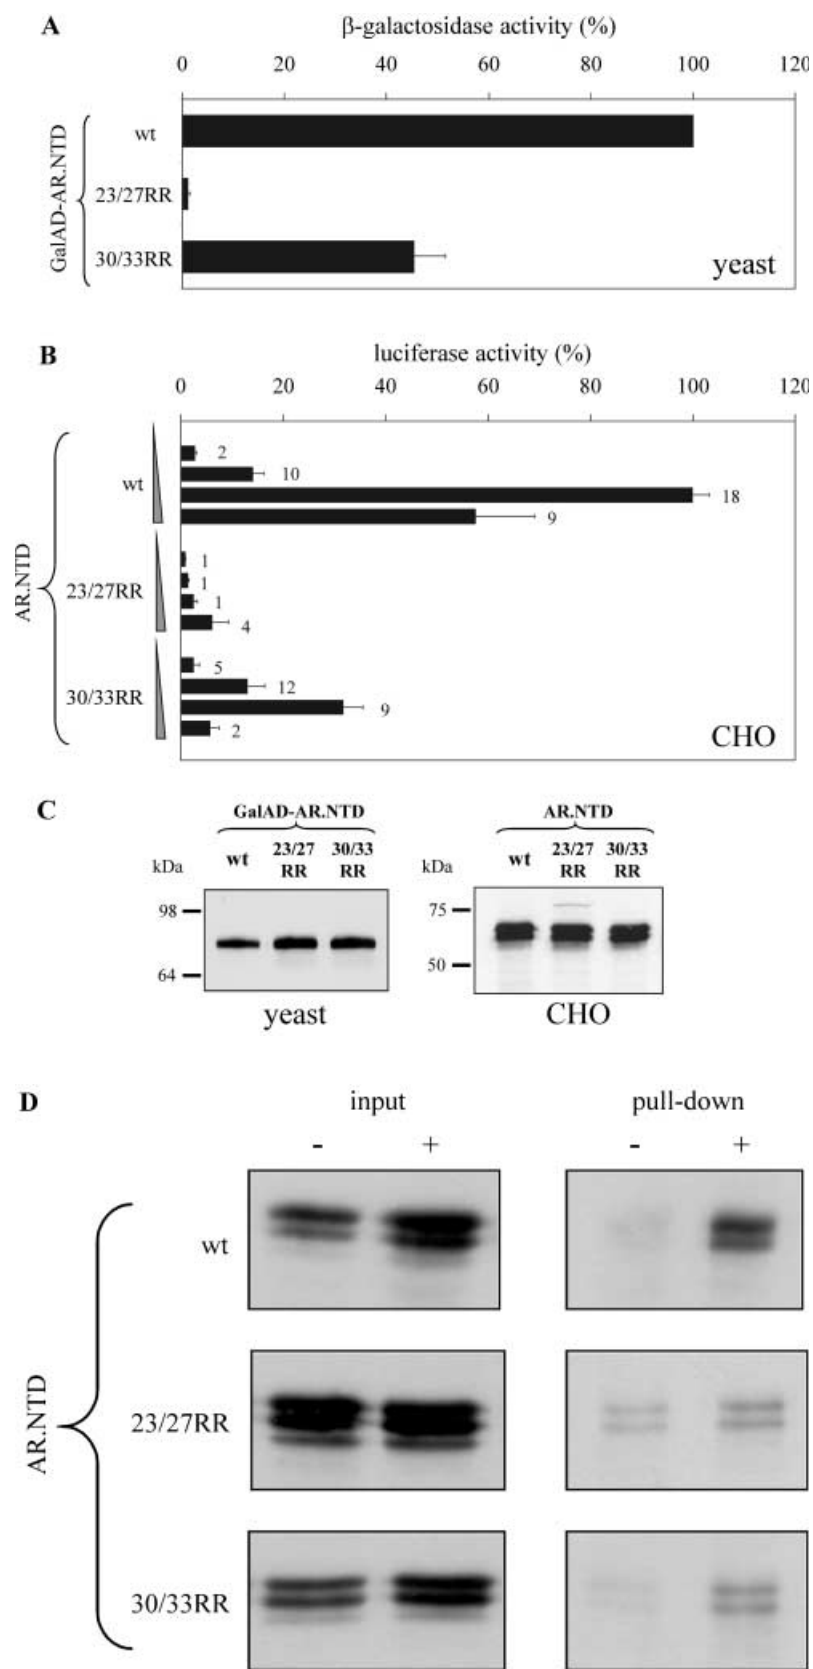 A
β-galactosidase activity (%)
0 20 40 60 80 100 120
GalAD-AR.NTD
wt
23/27RR
30/33RR
yeast
B
luciferase activity (%)
0 20 40 60 80 100 120
AR.NTD
wt
2
10
18
9
23/27RR
1
1
1
4
30/33RR
5
12
9
2
CHO
C
GalAD-AR.NTD
kDa
wt
23/27 RR
30/33 RR
98
64
yeast
AR.NTD
kDa
wt
23/27 RR
30/33 RR
75
50
CHO
D
input
pull-down
- + - +
AR.NTD
wt
23/27RR
30/33RR